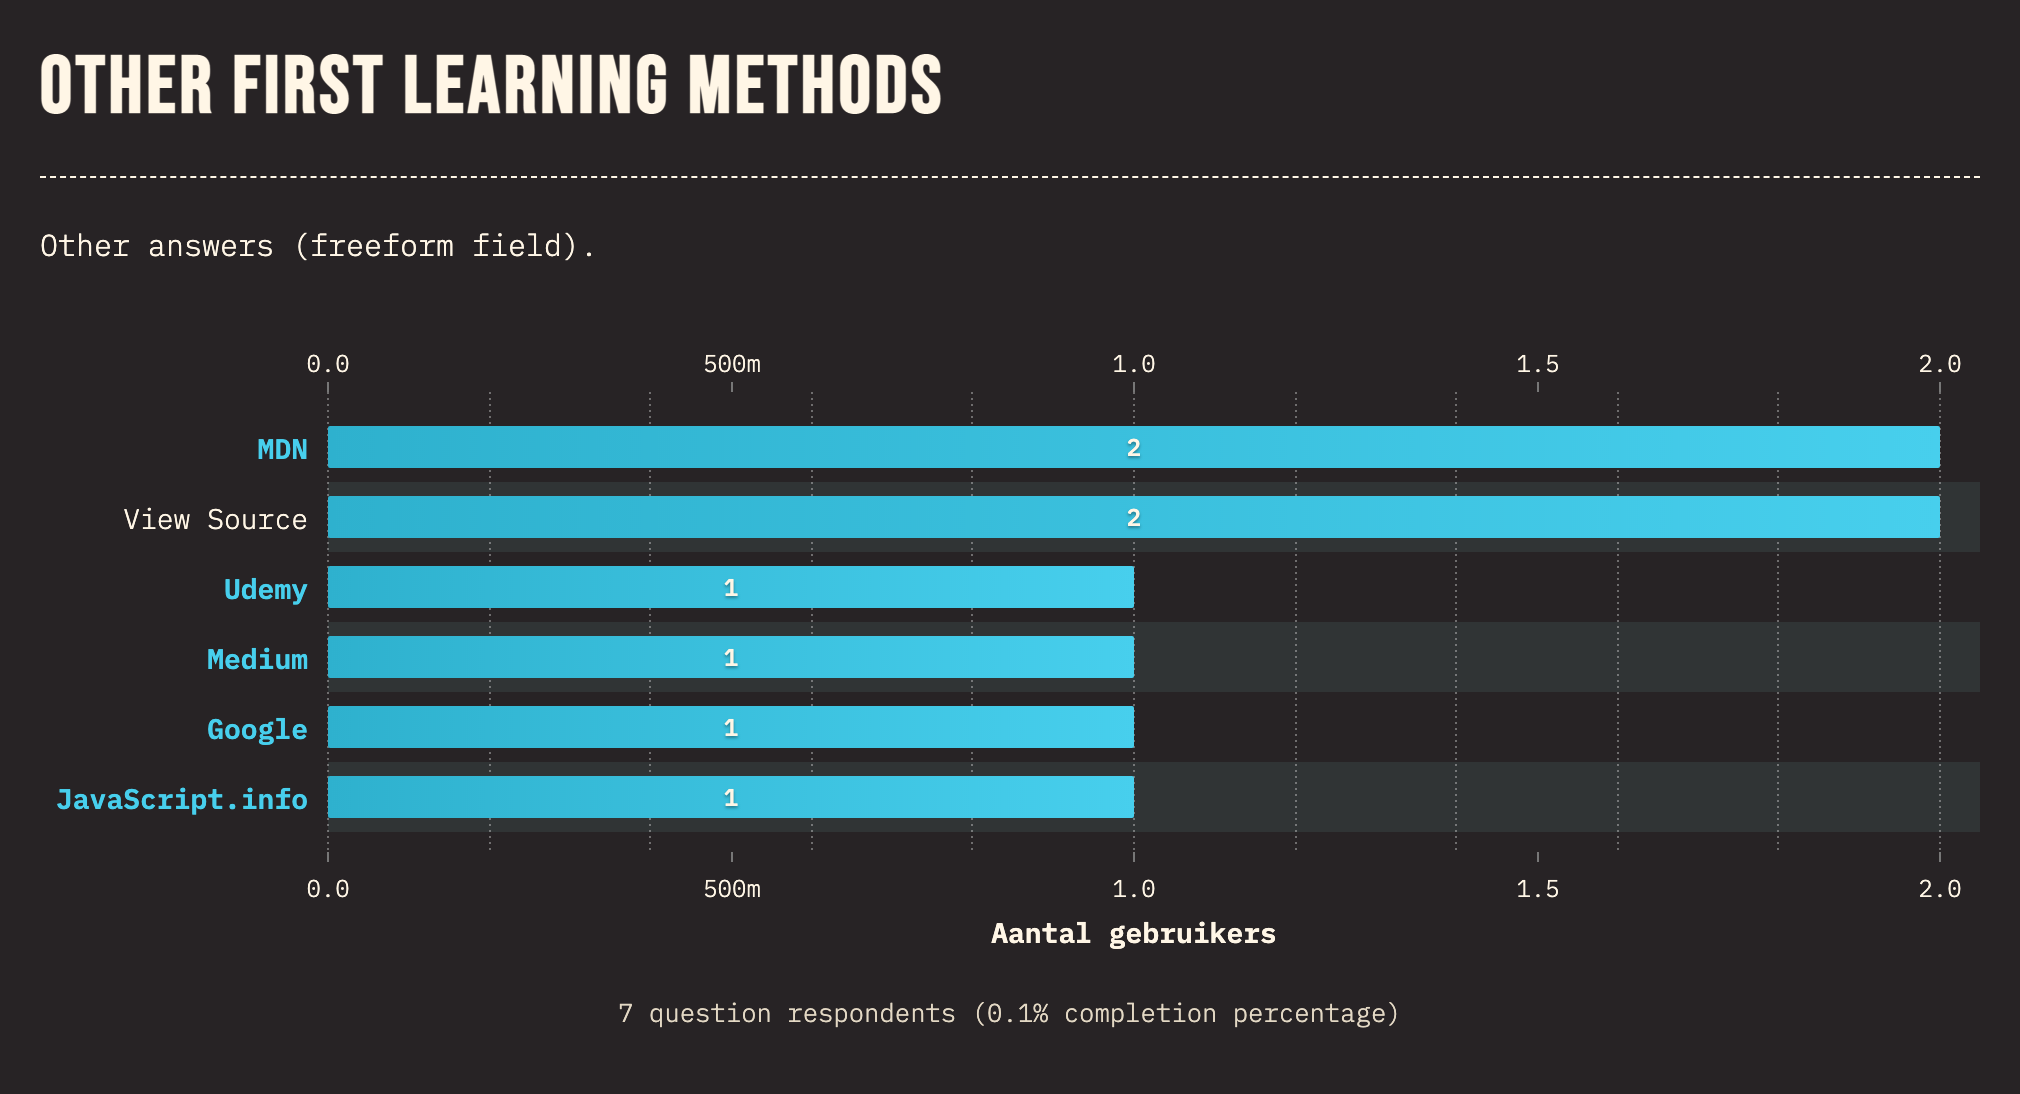 OTHER FIRST LEARNING METHODS
Other answers (freeform field).
0.0 500m 1.0 1.5 2.0
MDN 2
View Source 2
Udemy 1
Medium 1
Google 1
JavaScript.info 1
0.0 500m 1.0 1.5 2.0
Aantal gebruikers
7 question respondents (0.1% completion percentage)